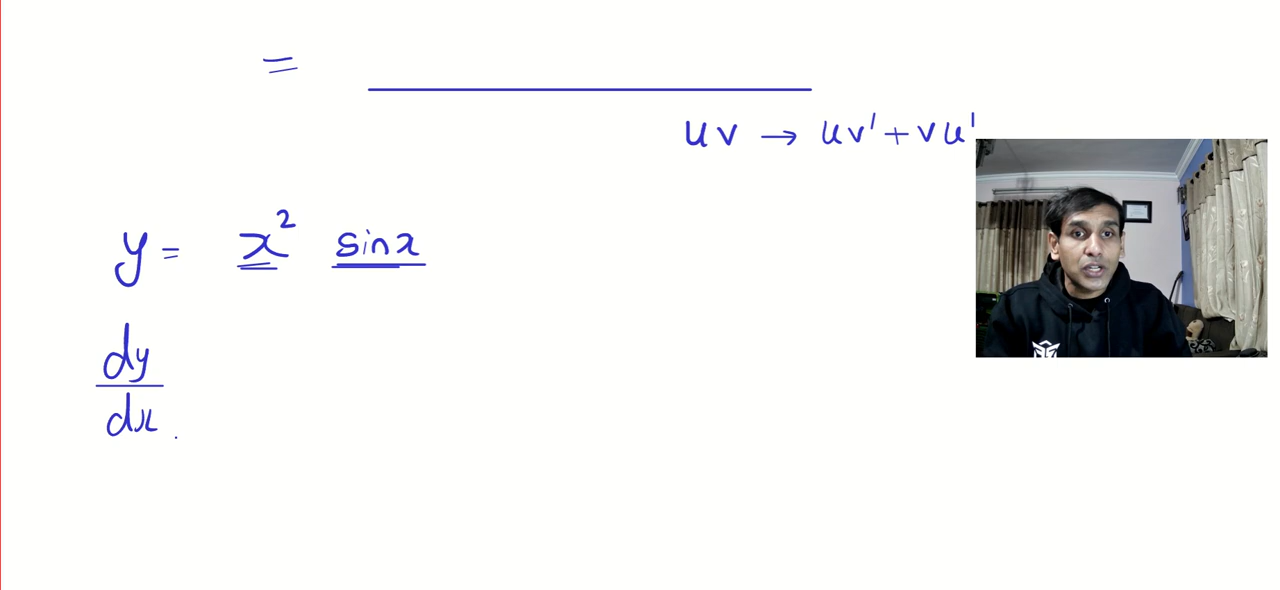 =
uv → uv' + vu'
y = x² sinx
dy
dx